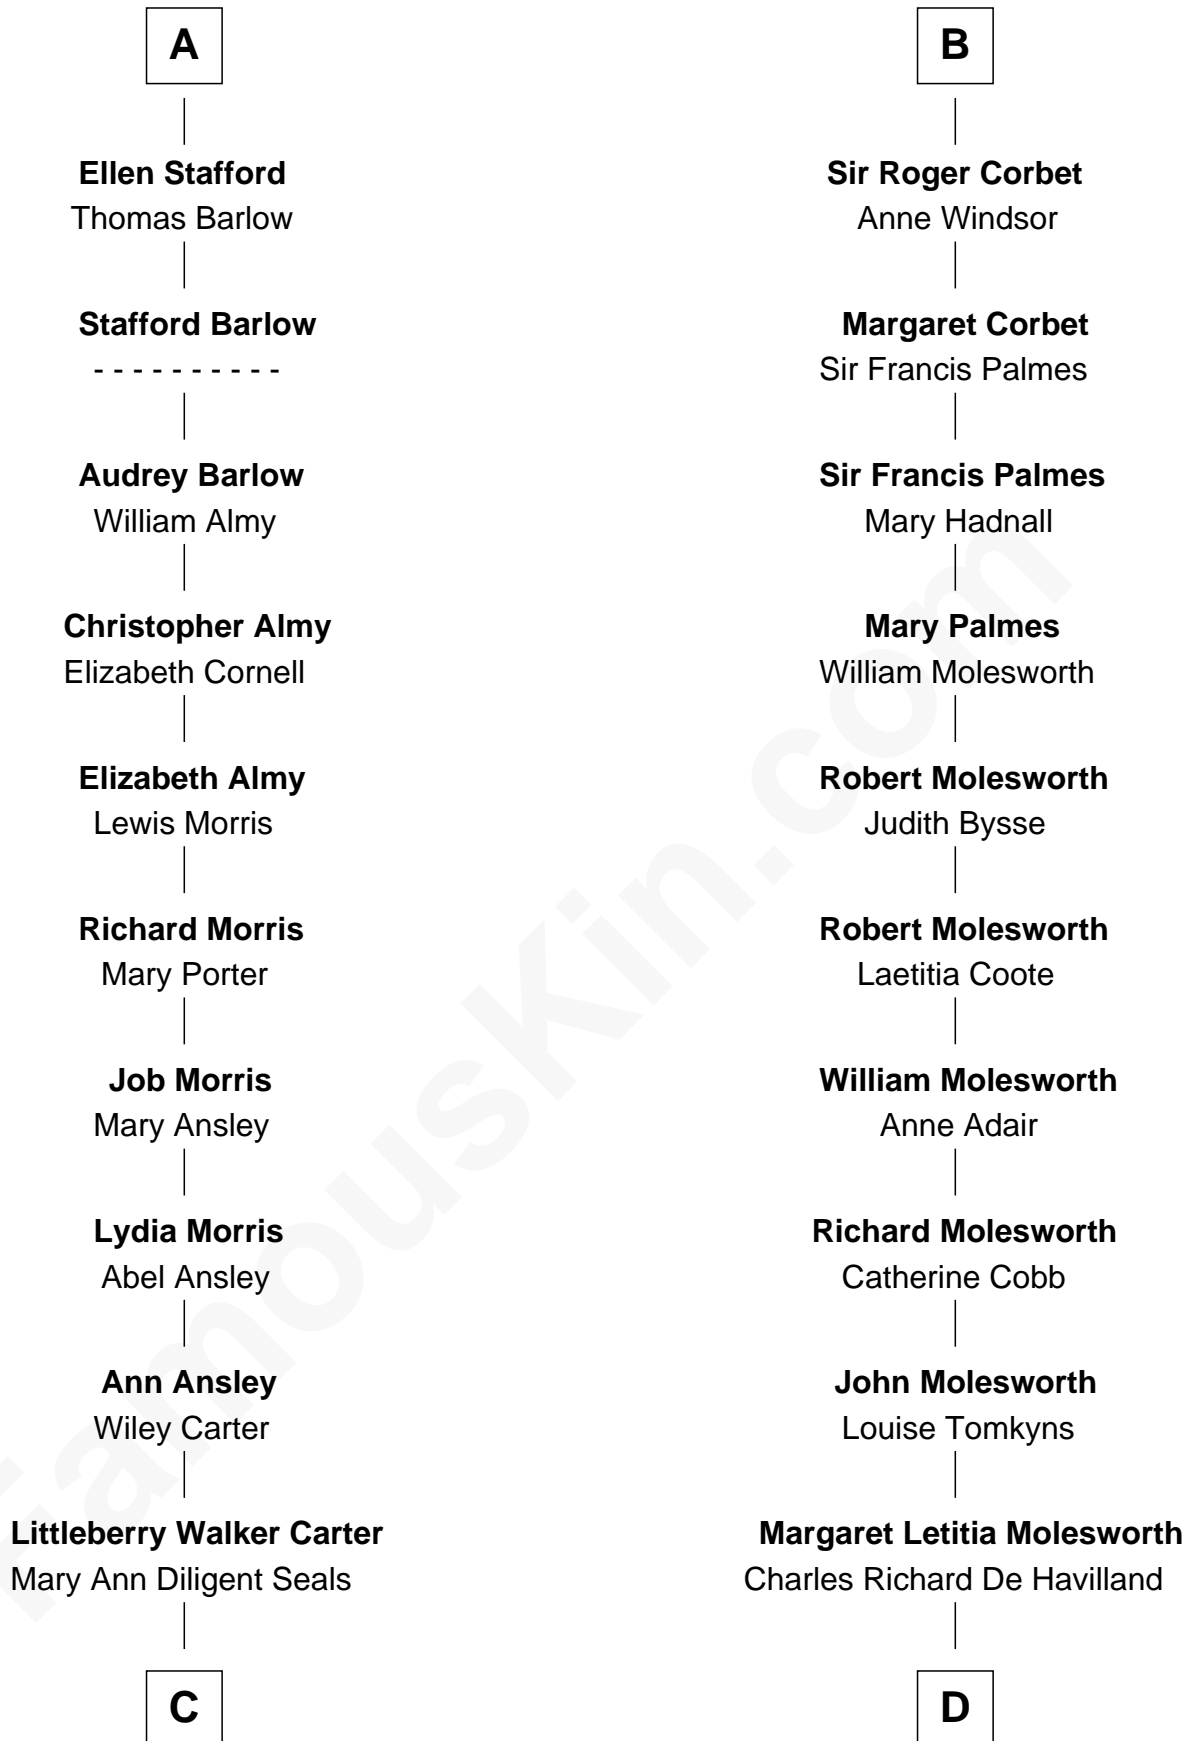 A
Ellen Stafford
Thomas Barlow
Stafford Barlow
- - - - - - - - - -
Audrey Barlow
William Almy
Christopher Almy
Elizabeth Cornell
Elizabeth Almy
Lewis Morris
Richard Morris
Mary Porter
Job Morris
Mary Ansley
Lydia Morris
Abel Ansley
Ann Ansley
Wiley Carter
Littleberry Walker Carter
Mary Ann Diligent Seals
C
B
Sir Roger Corbet
Anne Windsor
Margaret Corbet
Sir Francis Palmes
Sir Francis Palmes
Mary Hadnall
Mary Palmes
William Molesworth
Robert Molesworth
Judith Bysse
Robert Molesworth
Laetitia Coote
William Molesworth
Anne Adair
Richard Molesworth
Catherine Cobb
John Molesworth
Louise Tomkyns
Margaret Letitia Molesworth
Charles Richard De Havilland
D
FamousKin.com